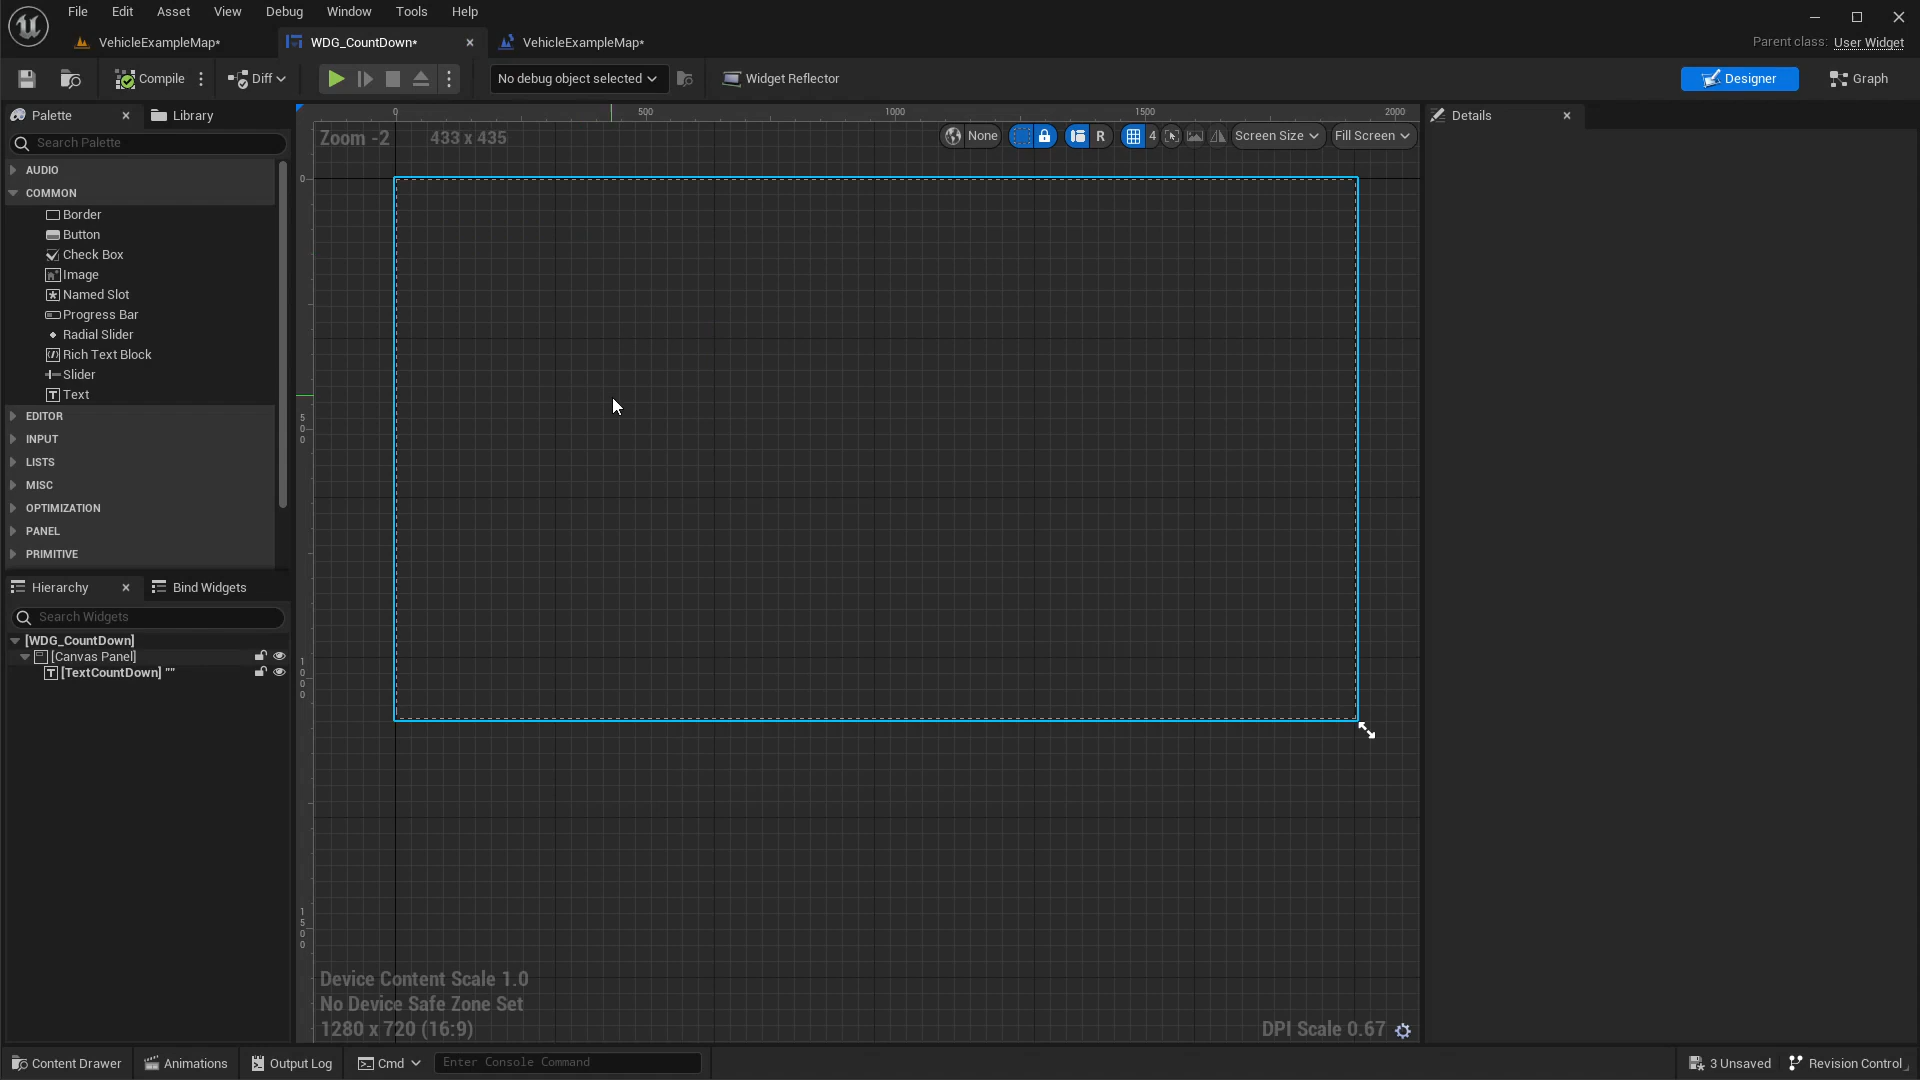 File Edit Asset View Debug Window Tools Help
VehicleExampleMap* WDG_CountDown* VehicleExampleMap*
Parent class: User Widget
Compile Diff No debug object selected Widget Reflector Designer Graph
Palette Library
Search Palette
AUDIO
COMMON
Border
Button
Check Box
Image
Named Slot
Progress Bar
Radial Slider
Rich Text Block
Slider
Text
EDITOR
INPUT
LISTS
MISC
OPTIMIZATION
PANEL
PRIMITIVE
Hierarchy Bind Widgets
Search Widgets
[WDG_CountDown]
[Canvas Panel]
[TextCountDown] ""
0 500 1000 1500 2000
Zoom -2 433 x 435 None R 4 Screen Size Fill Screen
0
500
1000
1500
Device Content Scale 1.0
No Device Safe Zone Set
1280 x 720 (16:9)
DPI Scale 0.67
Details
Content Drawer Animations Output Log Cmd Enter Console Command 3 Unsaved Revision Control